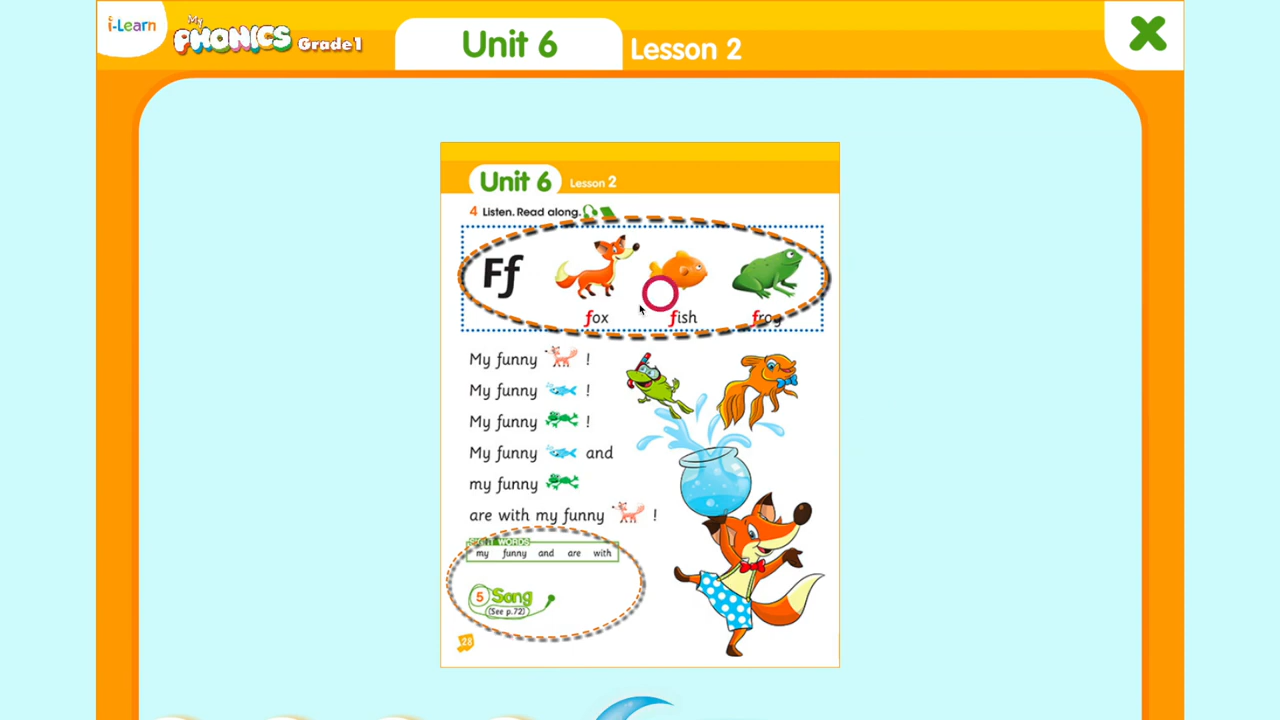 i-Learn
My
PHONICS Grade 1
Unit 6
Lesson 2
Unit 6 Lesson 2
4 Listen. Read along.
Ff
fox fish frog
My funny !
My funny !
My funny !
My funny and
my funny
are with my funny !
SIGHT WORDS
my funny and are with
5 Song
(See p.72)
28